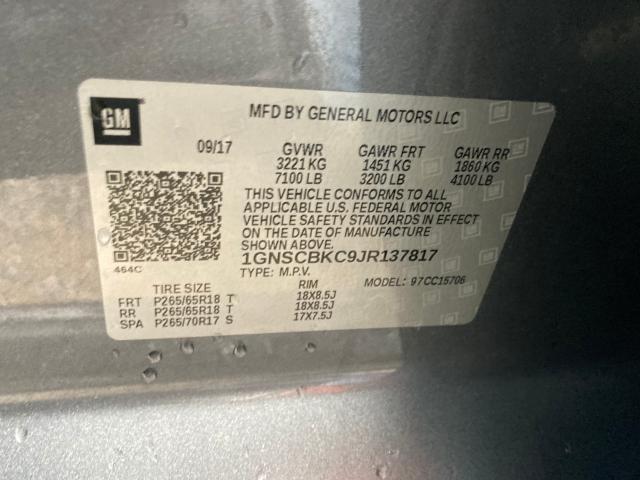 GM
MFD BY GENERAL MOTORS LLC
09/17 GVWR GAWR FRT GAWR RR
3221 KG 1451 KG 1860 KG
7100 LB 3200 LB 4100 LB
THIS VEHICLE CONFORMS TO ALL
APPLICABLE U.S. FEDERAL MOTOR
VEHICLE SAFETY STANDARDS IN EFFECT
ON THE DATE OF MANUFACTURE
SHOWN ABOVE.
464C
1GNSCBKC9JR137817
TYPE: M.P.V. MODEL: 97CC15706
TIRE SIZE RIM
FRT P265/65R18 T 18X8.5J
RR P265/65R18 T 18X8.5J
SPA P265/70R17 S 17X7.5J